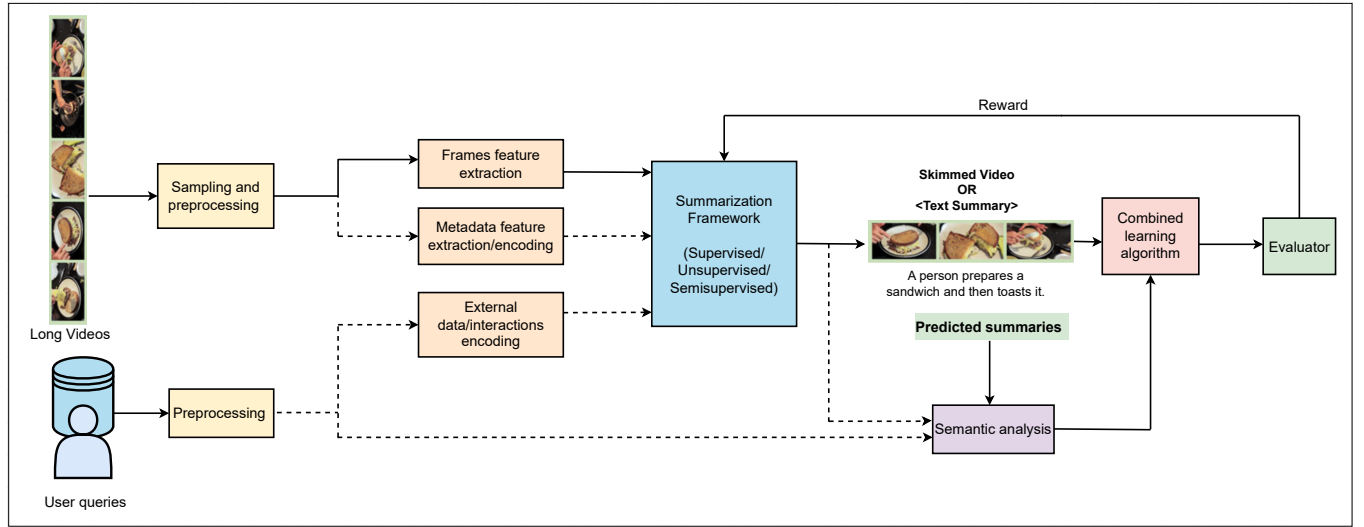 Long Videos
User queries
Sampling and
preprocessing
Preprocessing
Frames feature
extraction
Metadata feature
extraction/encoding
External
data/interactions
encoding
Summarization
Framework
(Supervised/
Unsupervised/
Semisupervised)
Reward
Skimmed Video
OR
<Text Summary>
A person prepares a
sandwich and then toasts it.
Predicted summaries
Semantic analysis
Combined
learning
algorithm
Evaluator